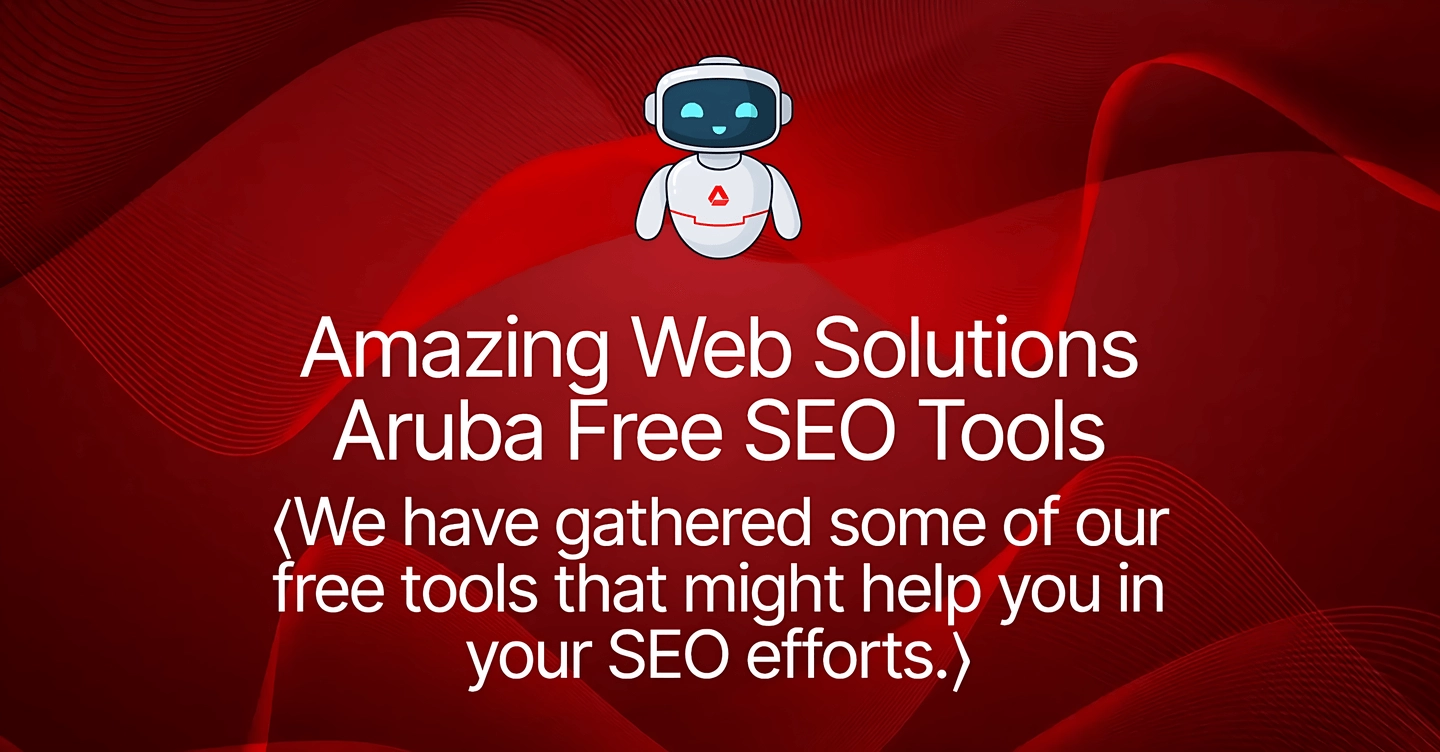 Amazing Web Solutions
Aruba Free SEO Tools
⟨We have gathered some of our
free tools that might help you in
your SEO efforts.⟩